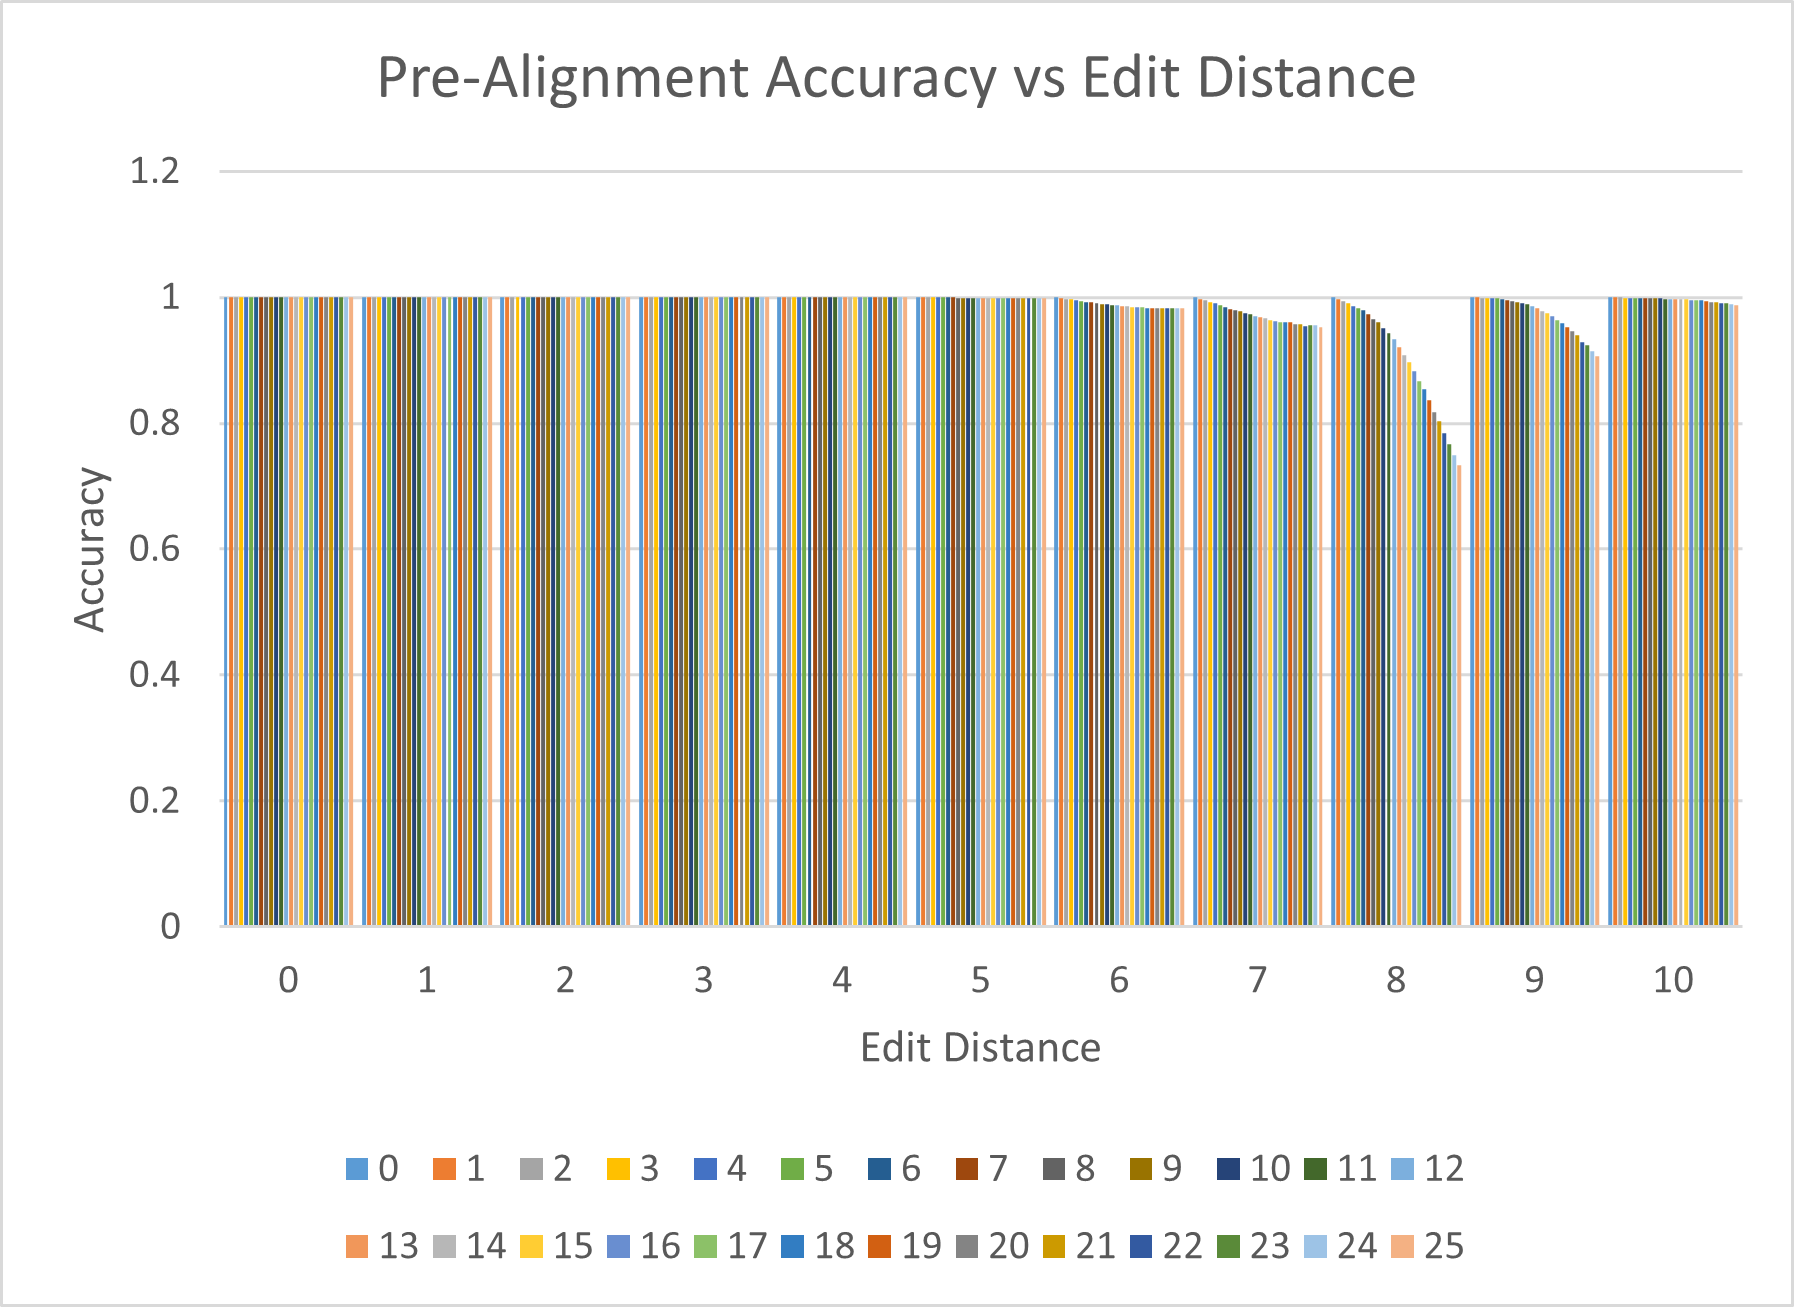 Pre-Alignment Accuracy vs Edit Distance
1.2
1
0.8
0.6
0.4
0.2
0
Accuracy
0 1 2 3 4 5 6 7 8 9 10
Edit Distance
0 1 2 3 4 5 6 7 8 9 10 11 12
13 14 15 16 17 18 19 20 21 22 23 24 25